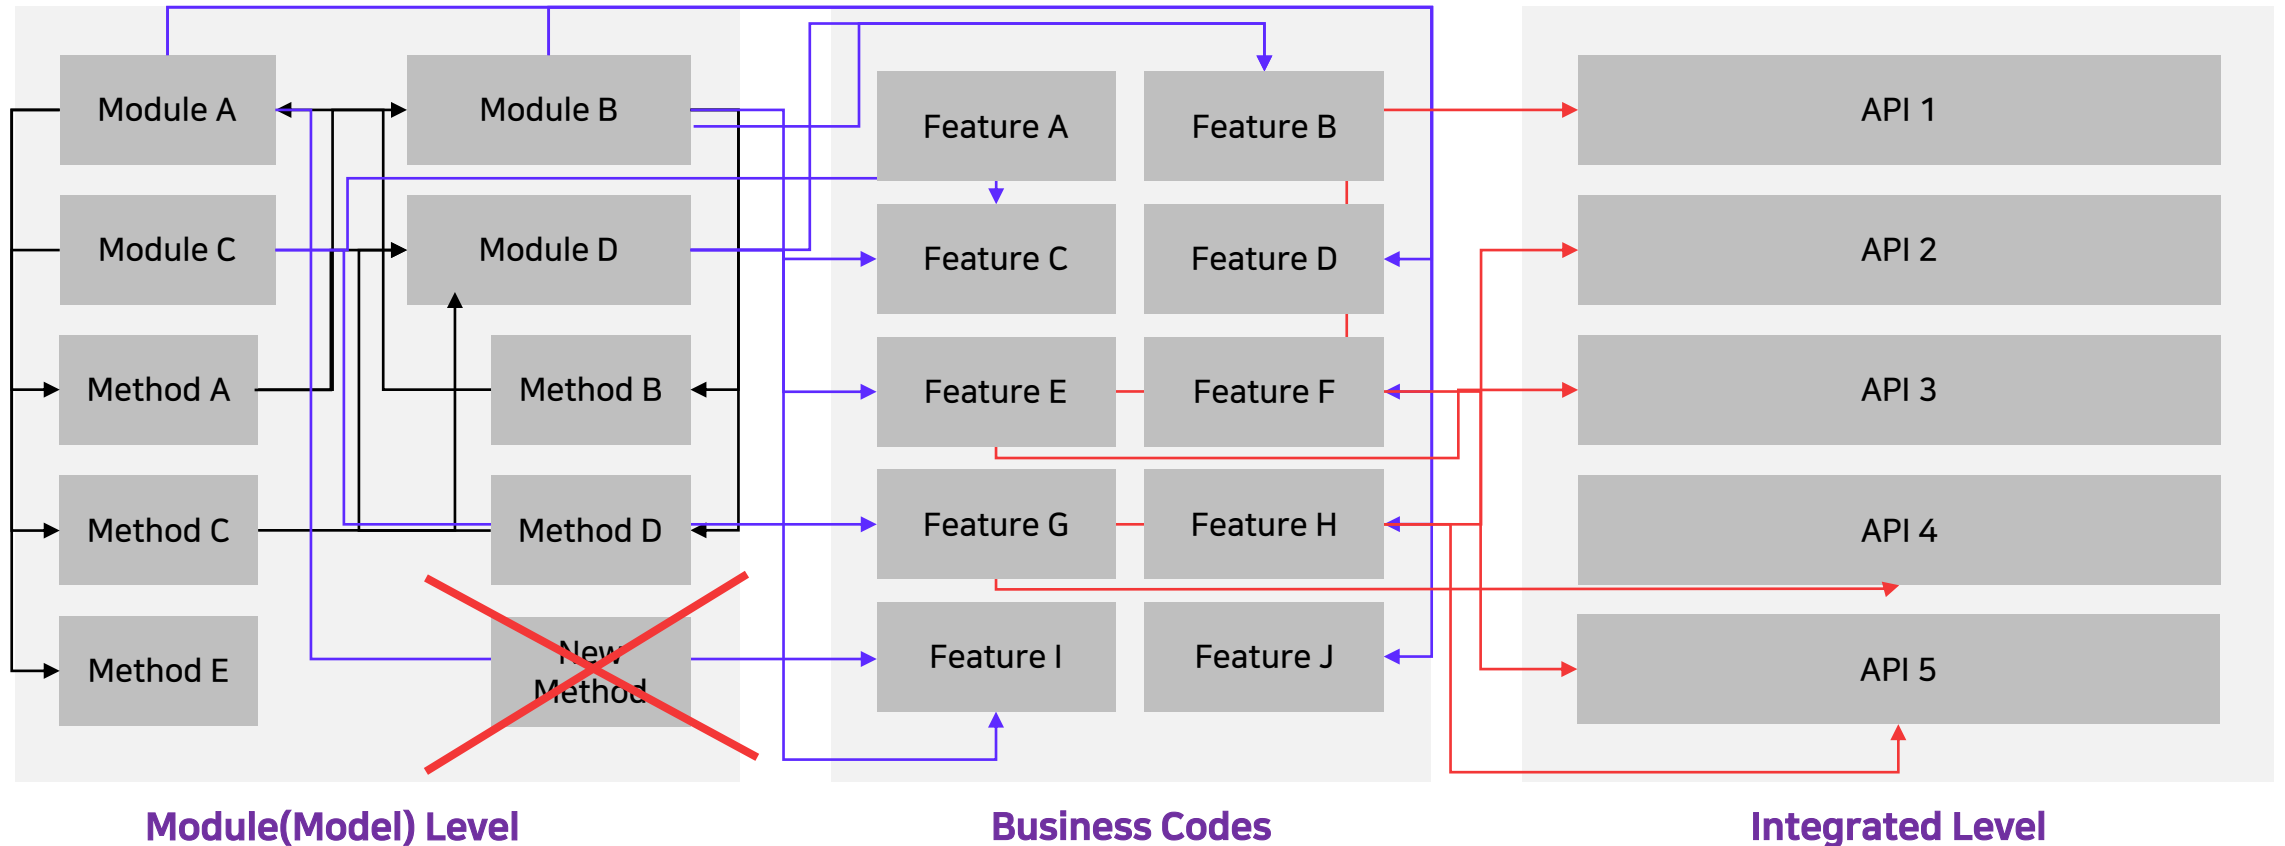 Module A
Module B
Module C
Module D
Method A
Method B
Method C
Method D
Method E
New
Method
Module(Model) Level
Feature A
Feature B
Feature C
Feature D
Feature E
Feature F
Feature G
Feature H
Feature I
Feature J
Business Codes
API 1
API 2
API 3
API 4
API 5
Integrated Level